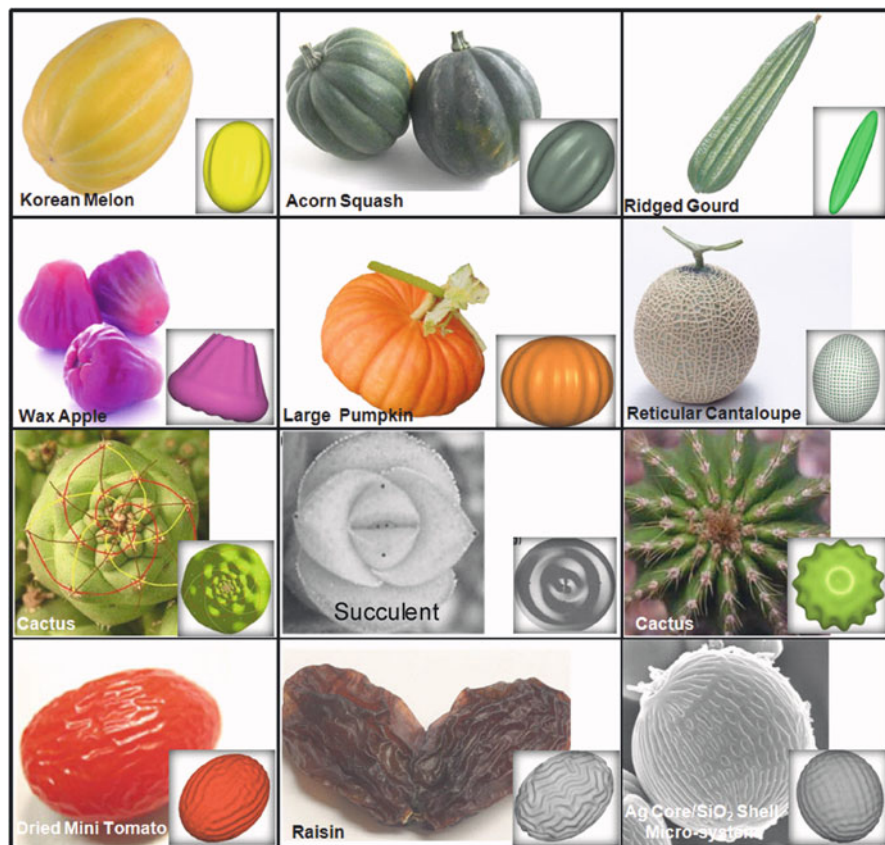 Korean Melon
Acorn Squash
Ridged Gourd
Wax Apple
Large Pumpkin
Reticular Cantaloupe
Cactus
Succulent
Cactus
Dried Mini Tomato
Raisin
Ag Core/SiO₂ Shell
Micro-system